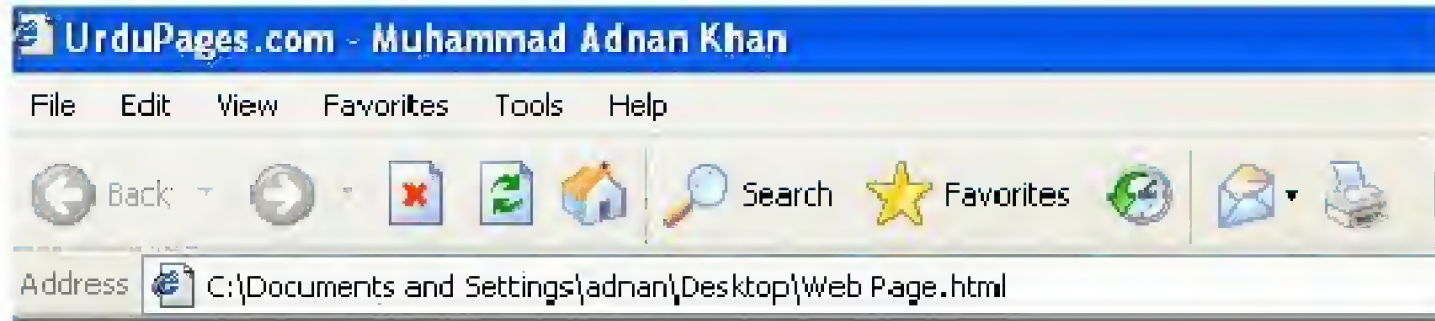 UrduPages.com - Muhammad Adnan Khan
File Edit View Favorites Tools Help
Back Search Favorites
Address C:\Documents and Settings\adnan\Desktop\Web Page.html